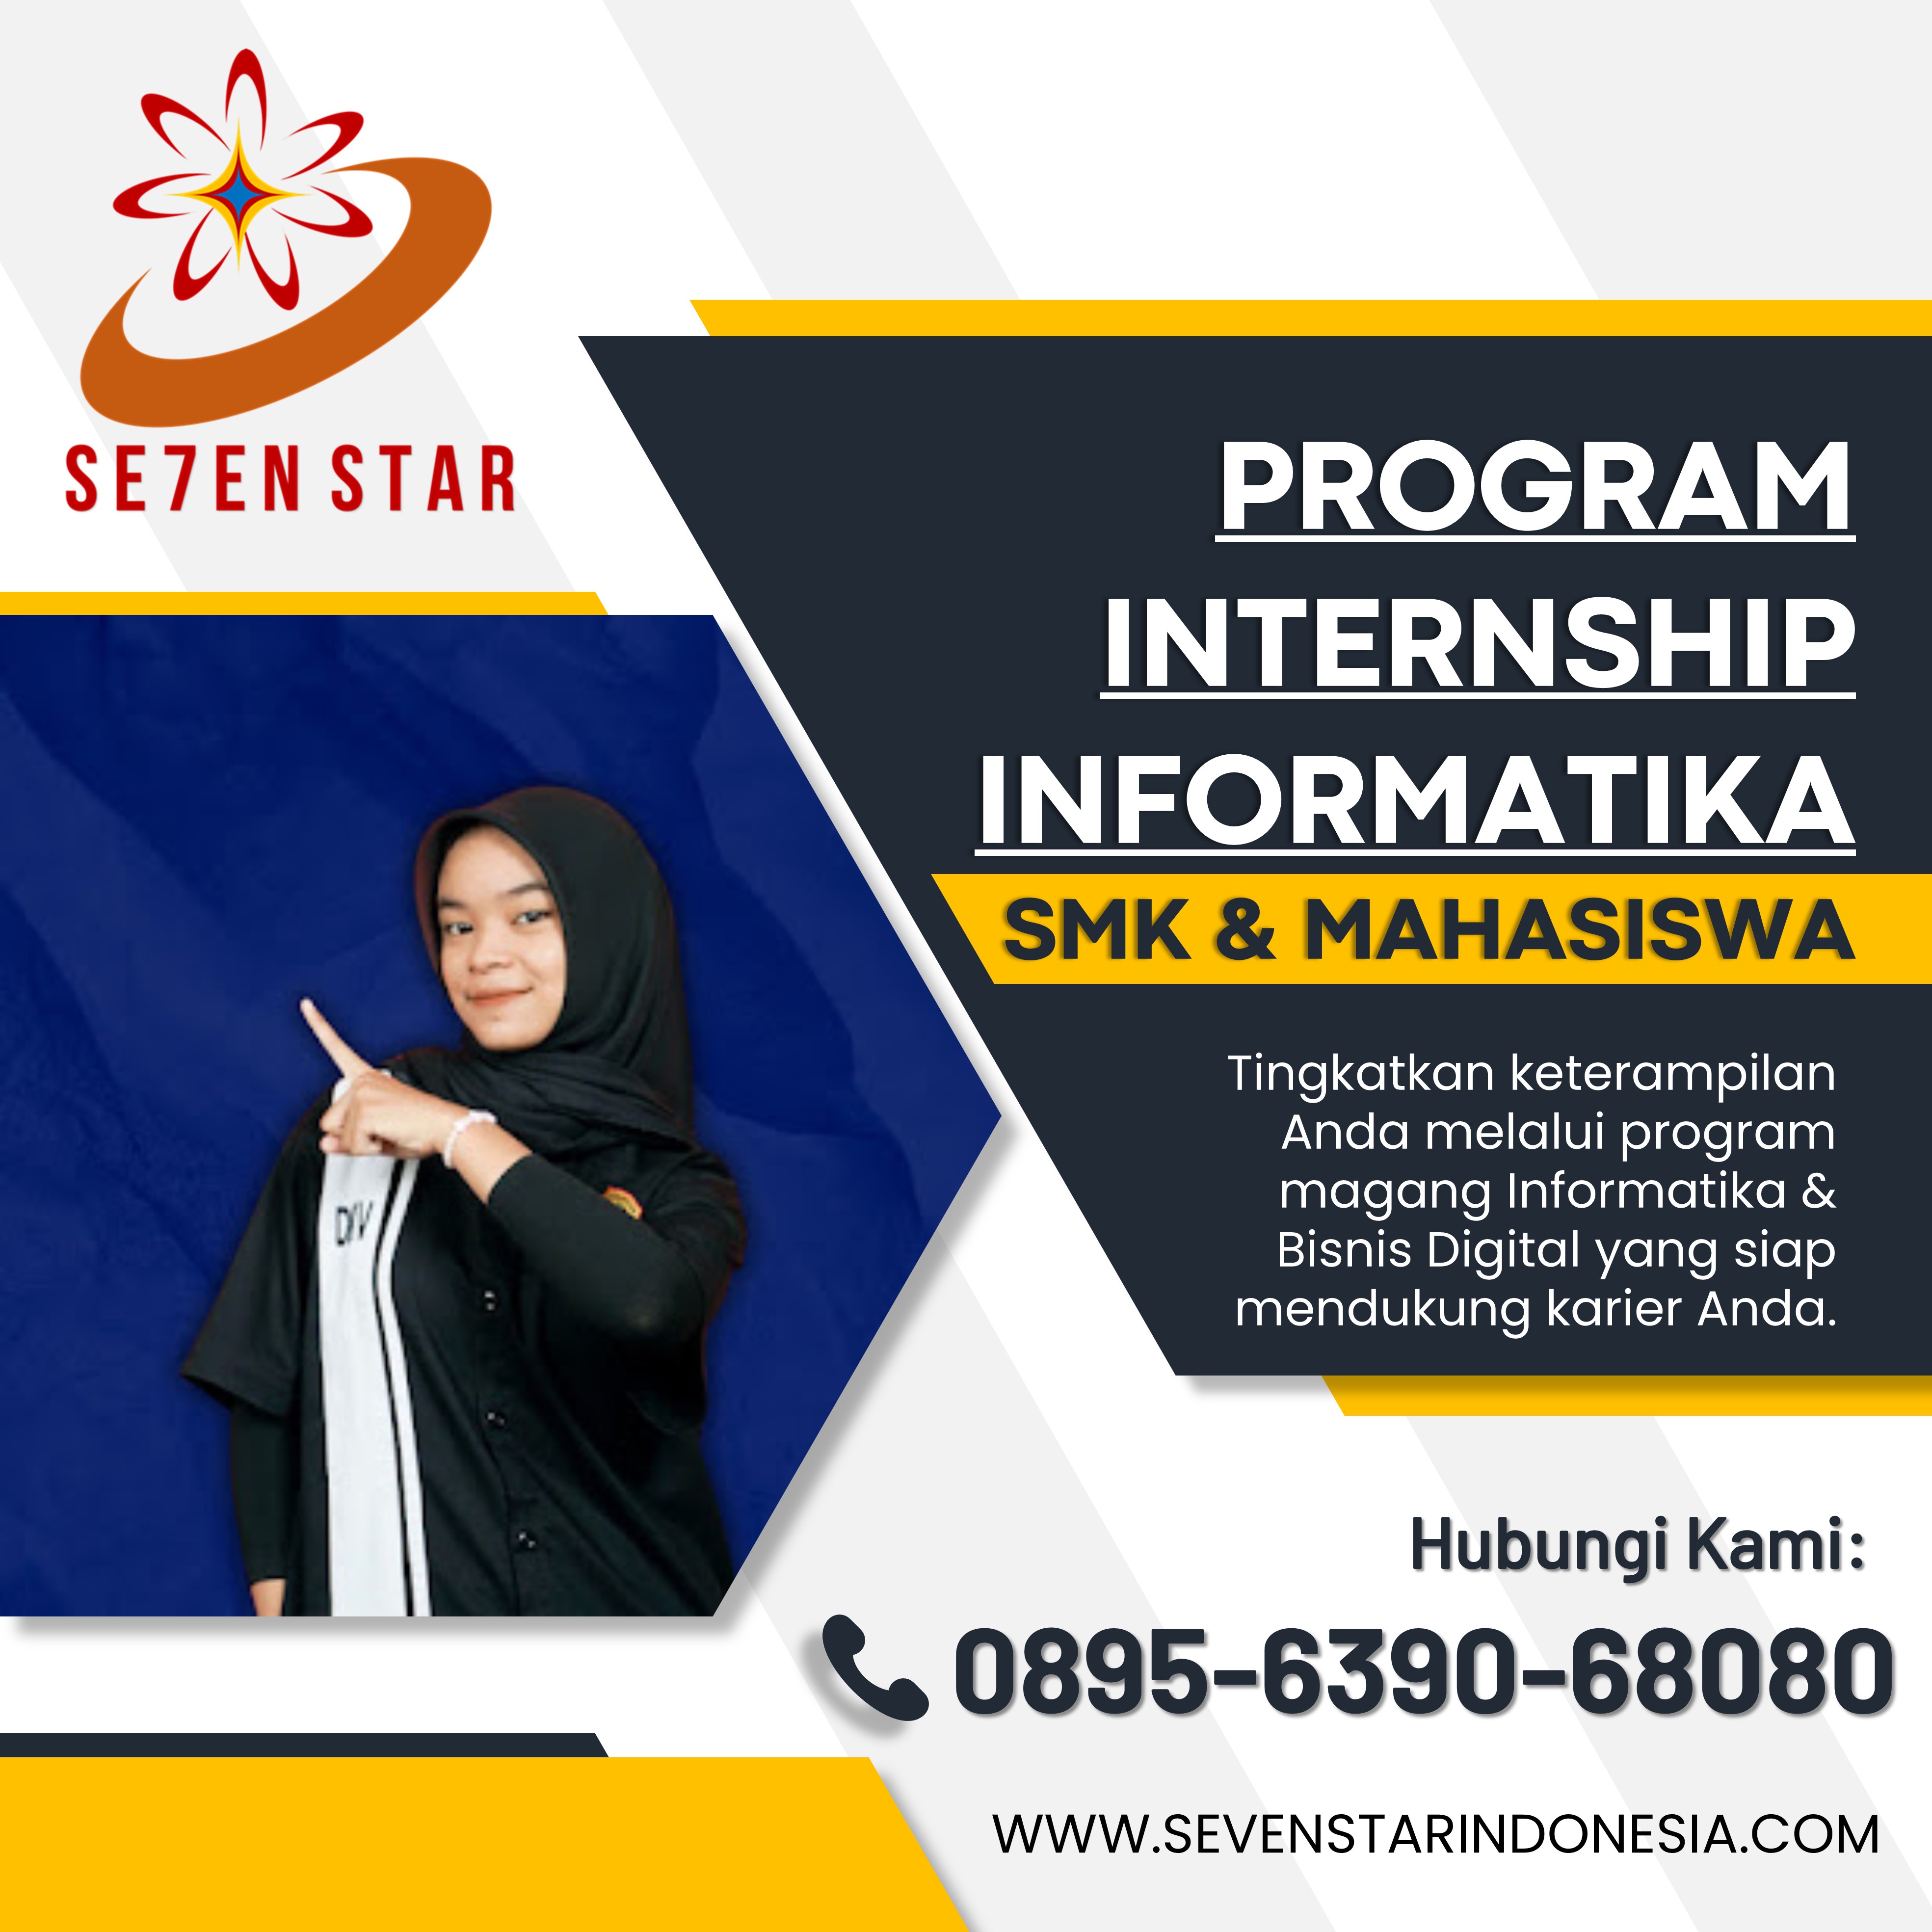 SE7EN STAR
PROGRAM
INTERNSHIP
INFORMATIKA
SMK & MAHASISWA
Tingkatkan keterampilan
Anda melalui program
magang Informatika &
Bisnis Digital yang siap
mendukung karier Anda.
DKV
Hubungi Kami:
0895-6390-68080
WWW.SEVENSTARINDONESIA.COM